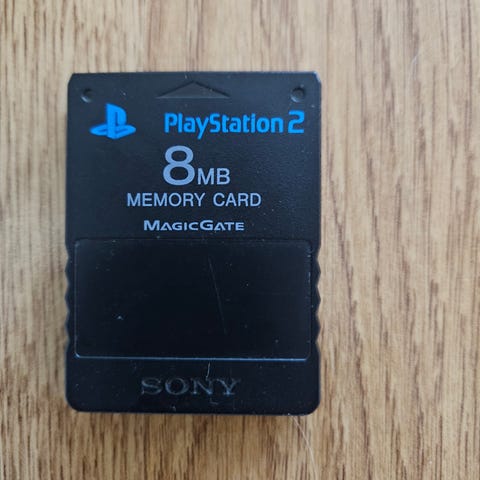 PlayStation 2
8MB
MEMORY CARD
MAGICGATE
SONY